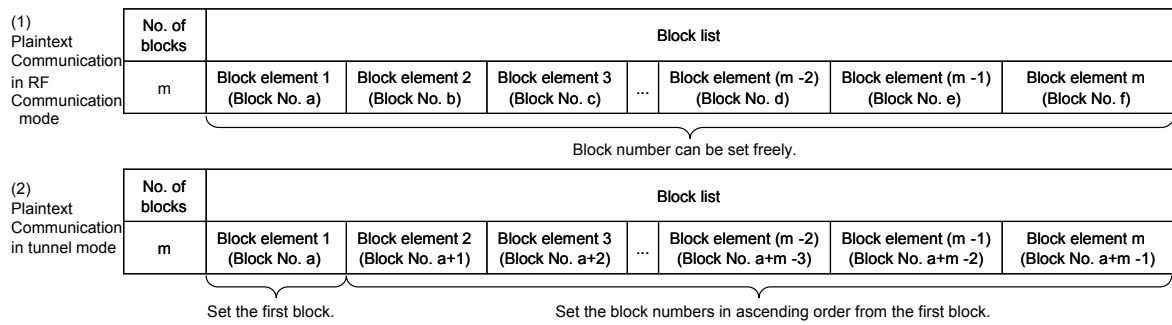 (1)
Plaintext
Communication
in RF
Communication
mode
No. of
blocks
Block list
m
Block element 1
(Block No. a)
Block element 2
(Block No. b)
Block element 3
(Block No. c)
...
Block element (m -2)
(Block No. d)
Block element (m -1)
(Block No. e)
Block element m
(Block No. f)
Block number can be set freely.
(2)
Plaintext
Communication
in tunnel mode
No. of
blocks
Block list
m
Block element 1
(Block No. a)
Block element 2
(Block No. a+1)
Block element 3
(Block No. a+2)
...
Block element (m -2)
(Block No. a+m -3)
Block element (m -1)
(Block No. a+m -2)
Block element m
(Block No. a+m -1)
Set the first block.
Set the block numbers in ascending order from the first block.